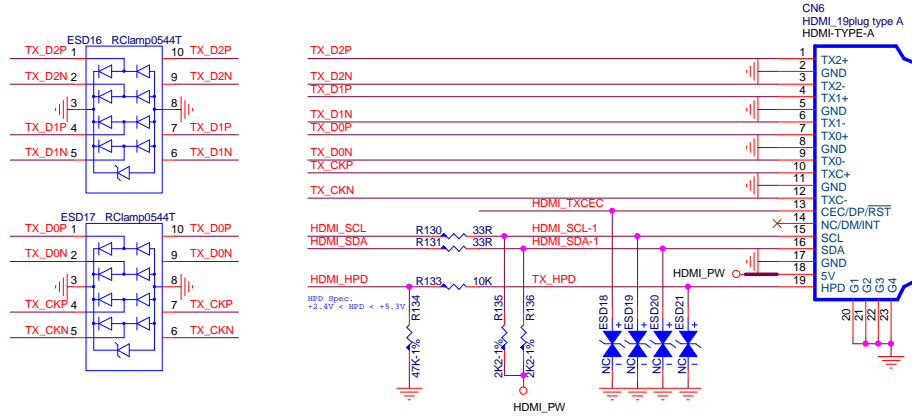 CN6
HDMI_19plug type A
HDMI-TYPE-A
ESD16 RClamp0544T
TX_D2P 1 10 TX_D2P
TX_D2N 2 9 TX_D2N
3 8
TX_D1P 4 7 TX_D1P
TX_D1N 5 6 TX_D1N
ESD17 RClamp0544T
TX_D0P 1 10 TX_D0P
TX_D0N 2 9 TX_D0N
3 8
TX_CKP 4 7 TX_CKP
TX_CKN 5 6 TX_CKN
TX_D2P 1 TX2+
2 GND
TX_D2N 3 TX2-
TX_D1P 4 TX1+
5 GND
TX_D1N 6 TX1-
TX_D0P 7 TX0+
8 GND
TX_D0N 9 TX0-
TX_CKP 10 TXC+
11 GND
TX_CKN 12 TXC-
HDMI_TXCEC 13 CEC/DP/RST
14 NC/DM/INT
HDMI_SCL R130 33R HDMI_SCL-1 15 SCL
HDMI_SDA R131 33R HDMI_SDA-1 16 SDA
17 GND
HDMI_PW 18 5V
HDMI_HPD R133 10K TX_HPD 19 HPD
HPD Spec.
+2.4V < HPD < +5.3V
R134
47K-1%
R135
2K2-1%
R136
2K2-1%
HDMI_PW
ESD18
NC + -
ESD19
NC + -
ESD20
NC + -
ESD21
NC + -
G1 G2 G3 G4
20 21 22 23